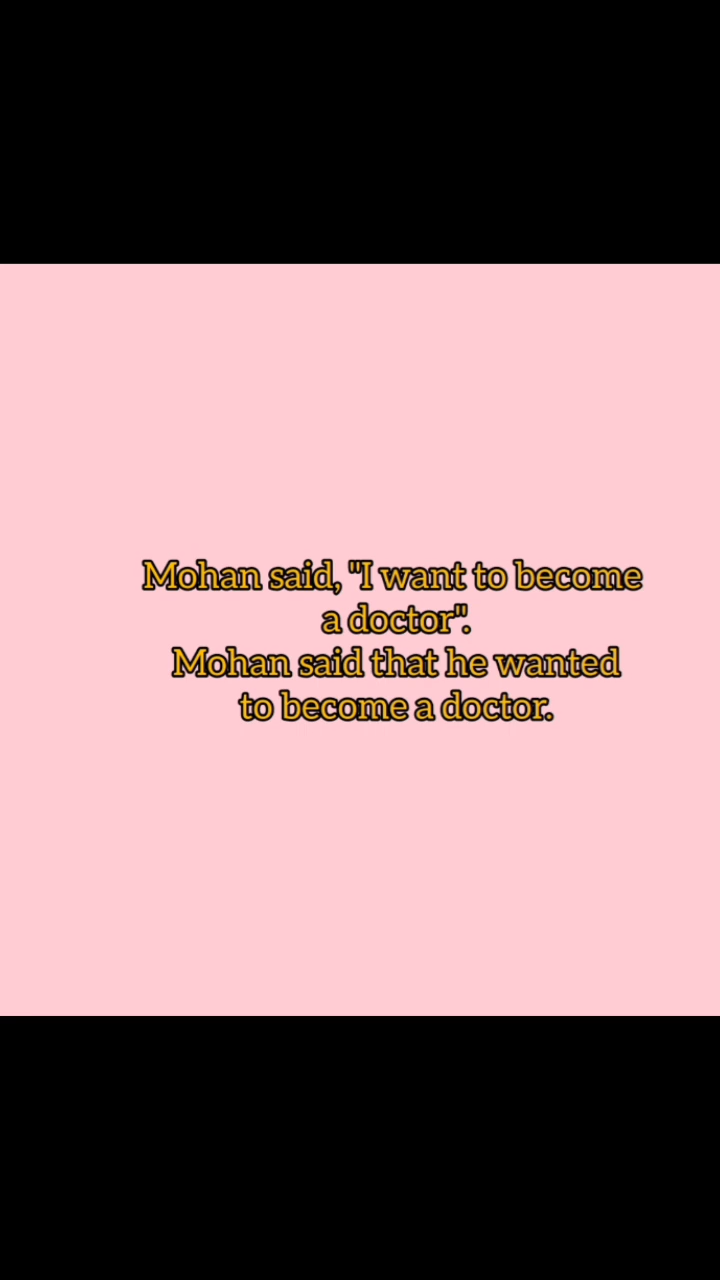 Mohan said, "I want to become
a doctor".
Mohan said that he wanted
to become a doctor.